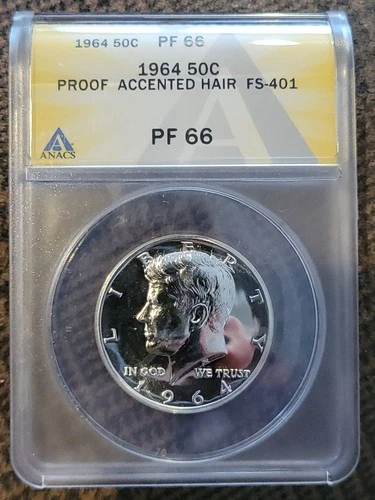 1964 50C PF 66
1964 50C
PROOF ACCENTED HAIR FS-401
ANACS
PF 66
LIBERTY
IN GOD WE TRUST
1964